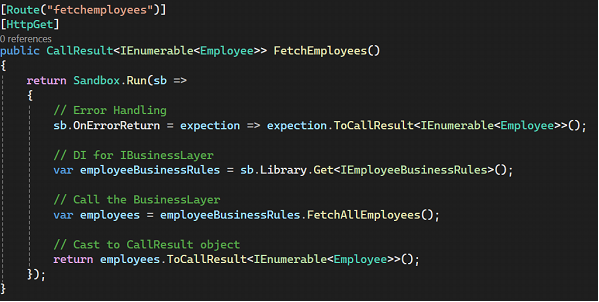 [Route("fetchemployees")]
[HttpGet]
0 references
public CallResult<IEnumerable<Employee>> FetchEmployees()
{
return Sandbox.Run(sb =>
{
// Error Handling
sb.OnErrorReturn = expection => expection.ToCallResult<IEnumerable<Employee>>();
// DI for IBusinessLayer
var employeeBusinessRules = sb.Library.Get<IEmployeeBusinessRules>();
// Call the BusinessLayer
var employees = employeeBusinessRules.FetchAllEmployees();
// Cast to CallResult object
return employees.ToCallResult<IEnumerable<Employee>>();
});
}